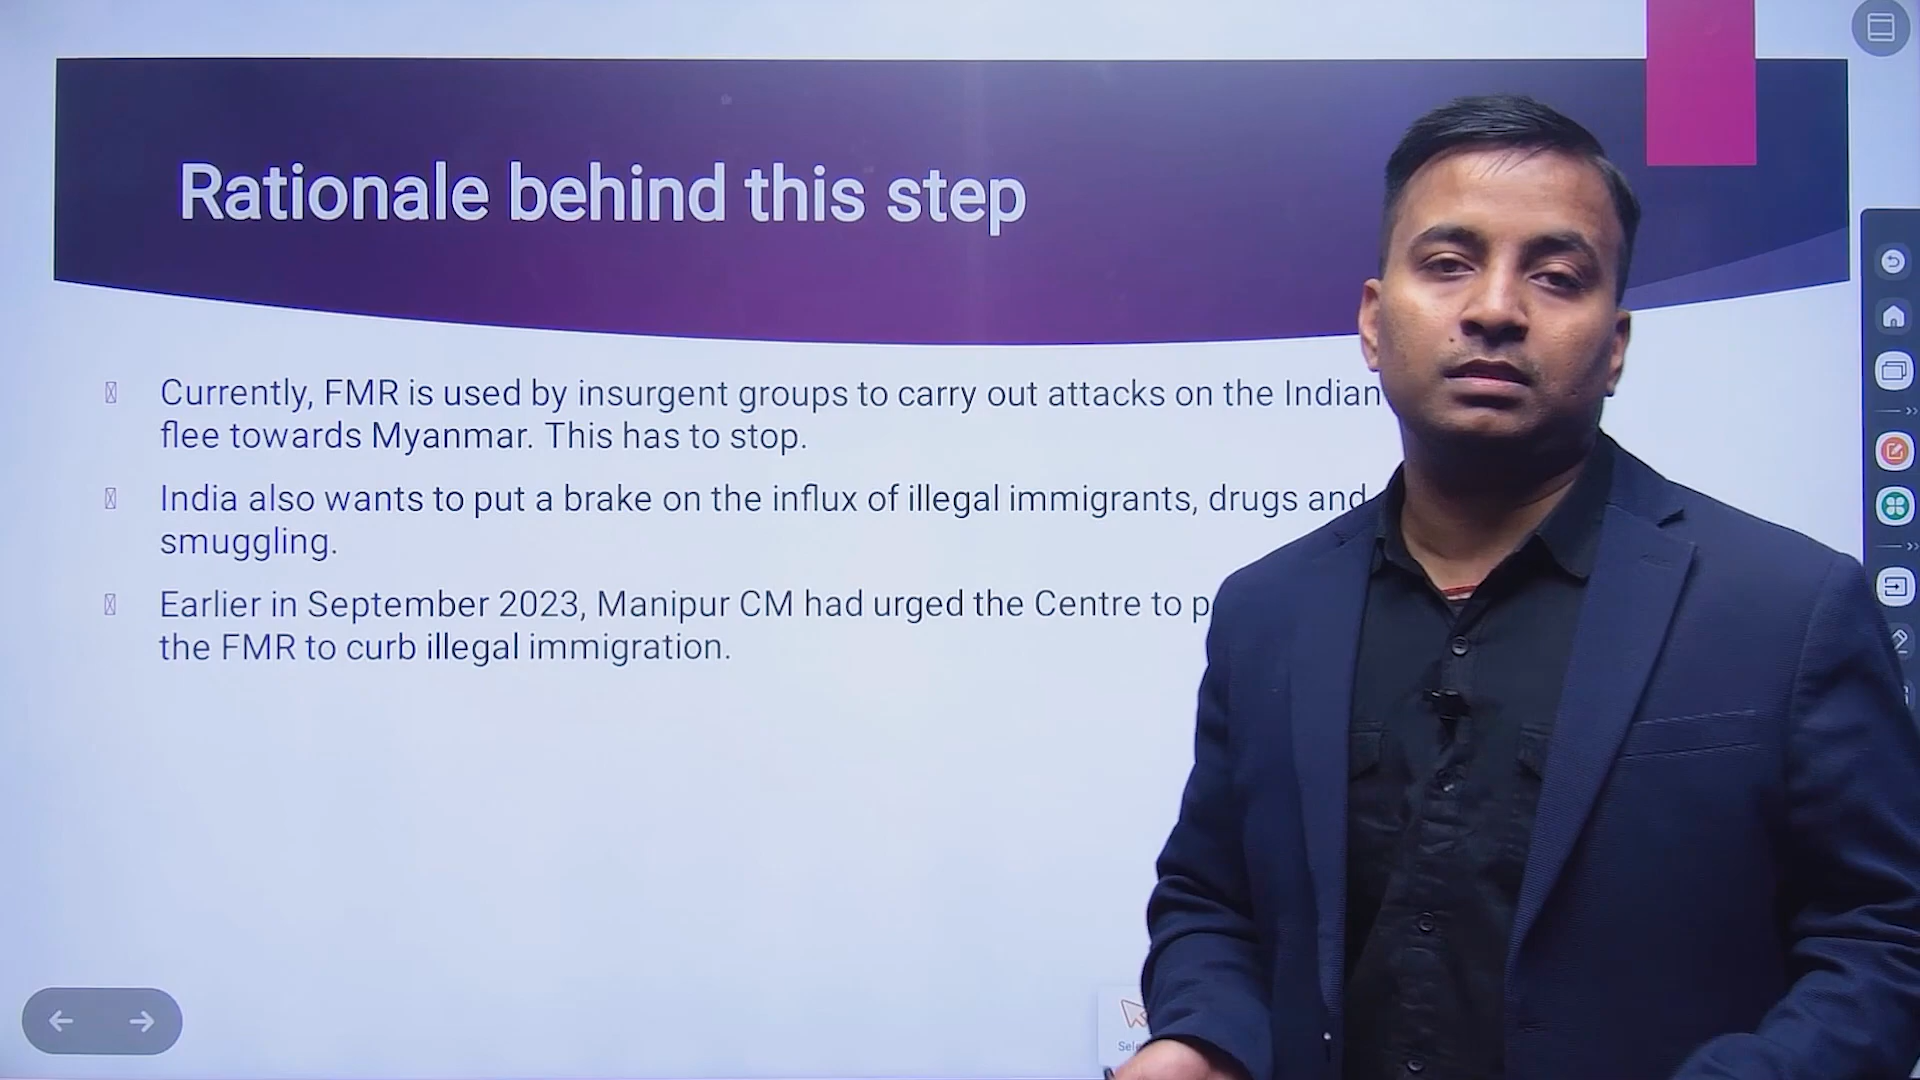 Rationale behind this step
Currently, FMR is used by insurgent groups to carry out attacks on the Indian
flee towards Myanmar. This has to stop.
India also wants to put a brake on the influx of illegal immigrants, drugs and
smuggling.
Earlier in September 2023, Manipur CM had urged the Centre to
the FMR to curb illegal immigration.